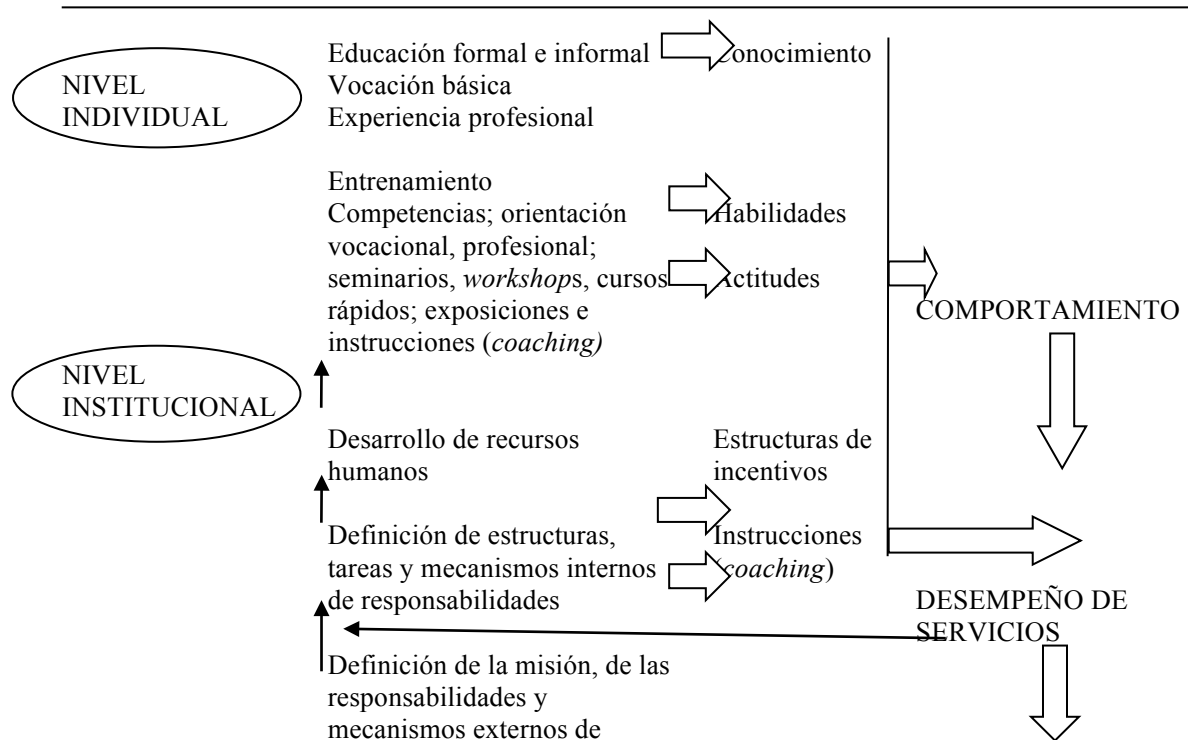 NIVEL
INDIVIDUAL
Educación formal e informal
Vocación básica
Experiencia profesional
Conocimiento
Entrenamiento
Competencias; orientación
vocacional, profesional;
seminarios, workshops, cursos
rápidos; exposiciones e
instrucciones (coaching)
Habilidades
Actitudes
COMPORTAMIENTO
NIVEL
INSTITUCIONAL
Desarrollo de recursos
humanos
Estructuras de
incentivos
Definición de estructuras,
tareas y mecanismos internos
de responsabilidades
Instrucciones
(coaching)
DESEMPEÑO DE
SERVICIOS
Definición de la misión, de las
responsabilidades y
mecanismos externos de